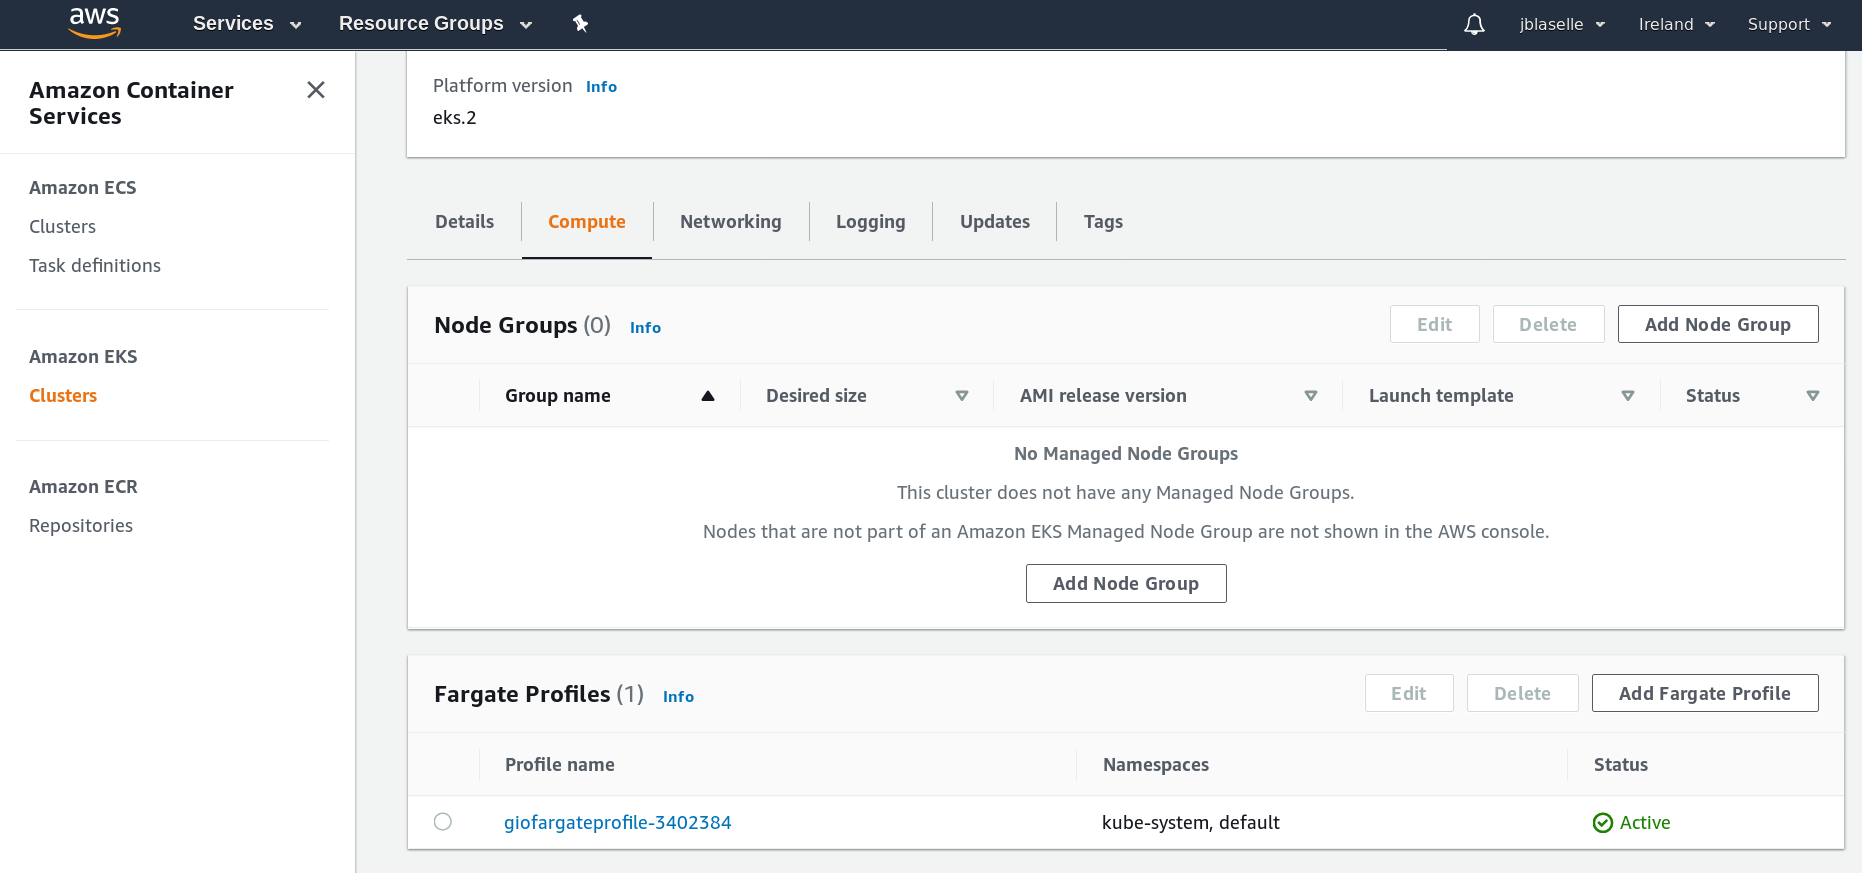 aws Services Resource Groups jblaselle Ireland Support
Amazon Container
Services
Amazon ECS
Clusters
Task definitions
Amazon EKS
Clusters
Amazon ECR
Repositories
Platform version Info
eks.2
Details Compute Networking Logging Updates Tags
Node Groups (0) Info Edit Delete Add Node Group
Group name Desired size AMI release version Launch template Status
No Managed Node Groups
This cluster does not have any Managed Node Groups.
Nodes that are not part of an Amazon EKS Managed Node Group are not shown in the AWS console.
Add Node Group
Fargate Profiles (1) Info Edit Delete Add Fargate Profile
Profile name Namespaces Status
giofargateprofile-3402384 kube-system, default Active